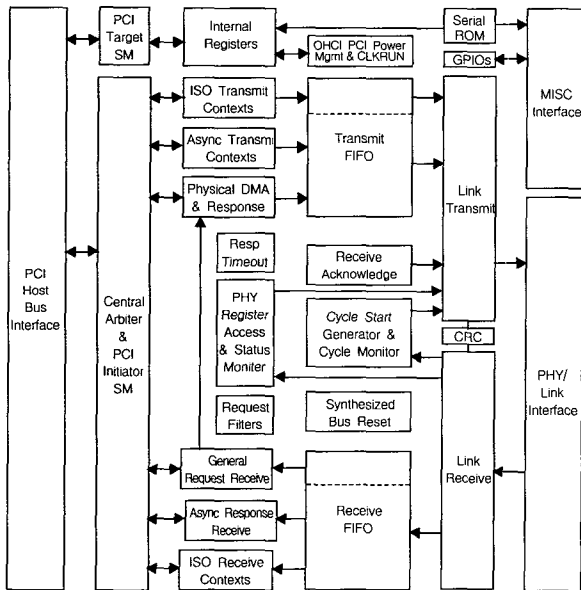 PCI
Target
SM
Internal
Registers
OHCI PCI Power
Mgmt & CLKRUN
Serial
ROM
GPIOs
MISC
Interface
ISO Transmit
Contexts
Async Transmi
Contexts
Physical DMA
& Response
Transmit
FIFO
Link
Transmit
Resp
Timeout
Receive
Acknowledge
PCI
Host
Bus
Interface
Central
Arbiter
&
PCI
Initiator
SM
PHY
Register
Access
& Status
Moniter
Cycle Start
Generator &
Cycle Monitor
CRC
PHY/
Link
Interface
Request
Filters
Synthesized
Bus Reset
General
Request Receive
Async Response
Receive
ISO Receive
Contexts
Receive
FIFO
Link
Receive